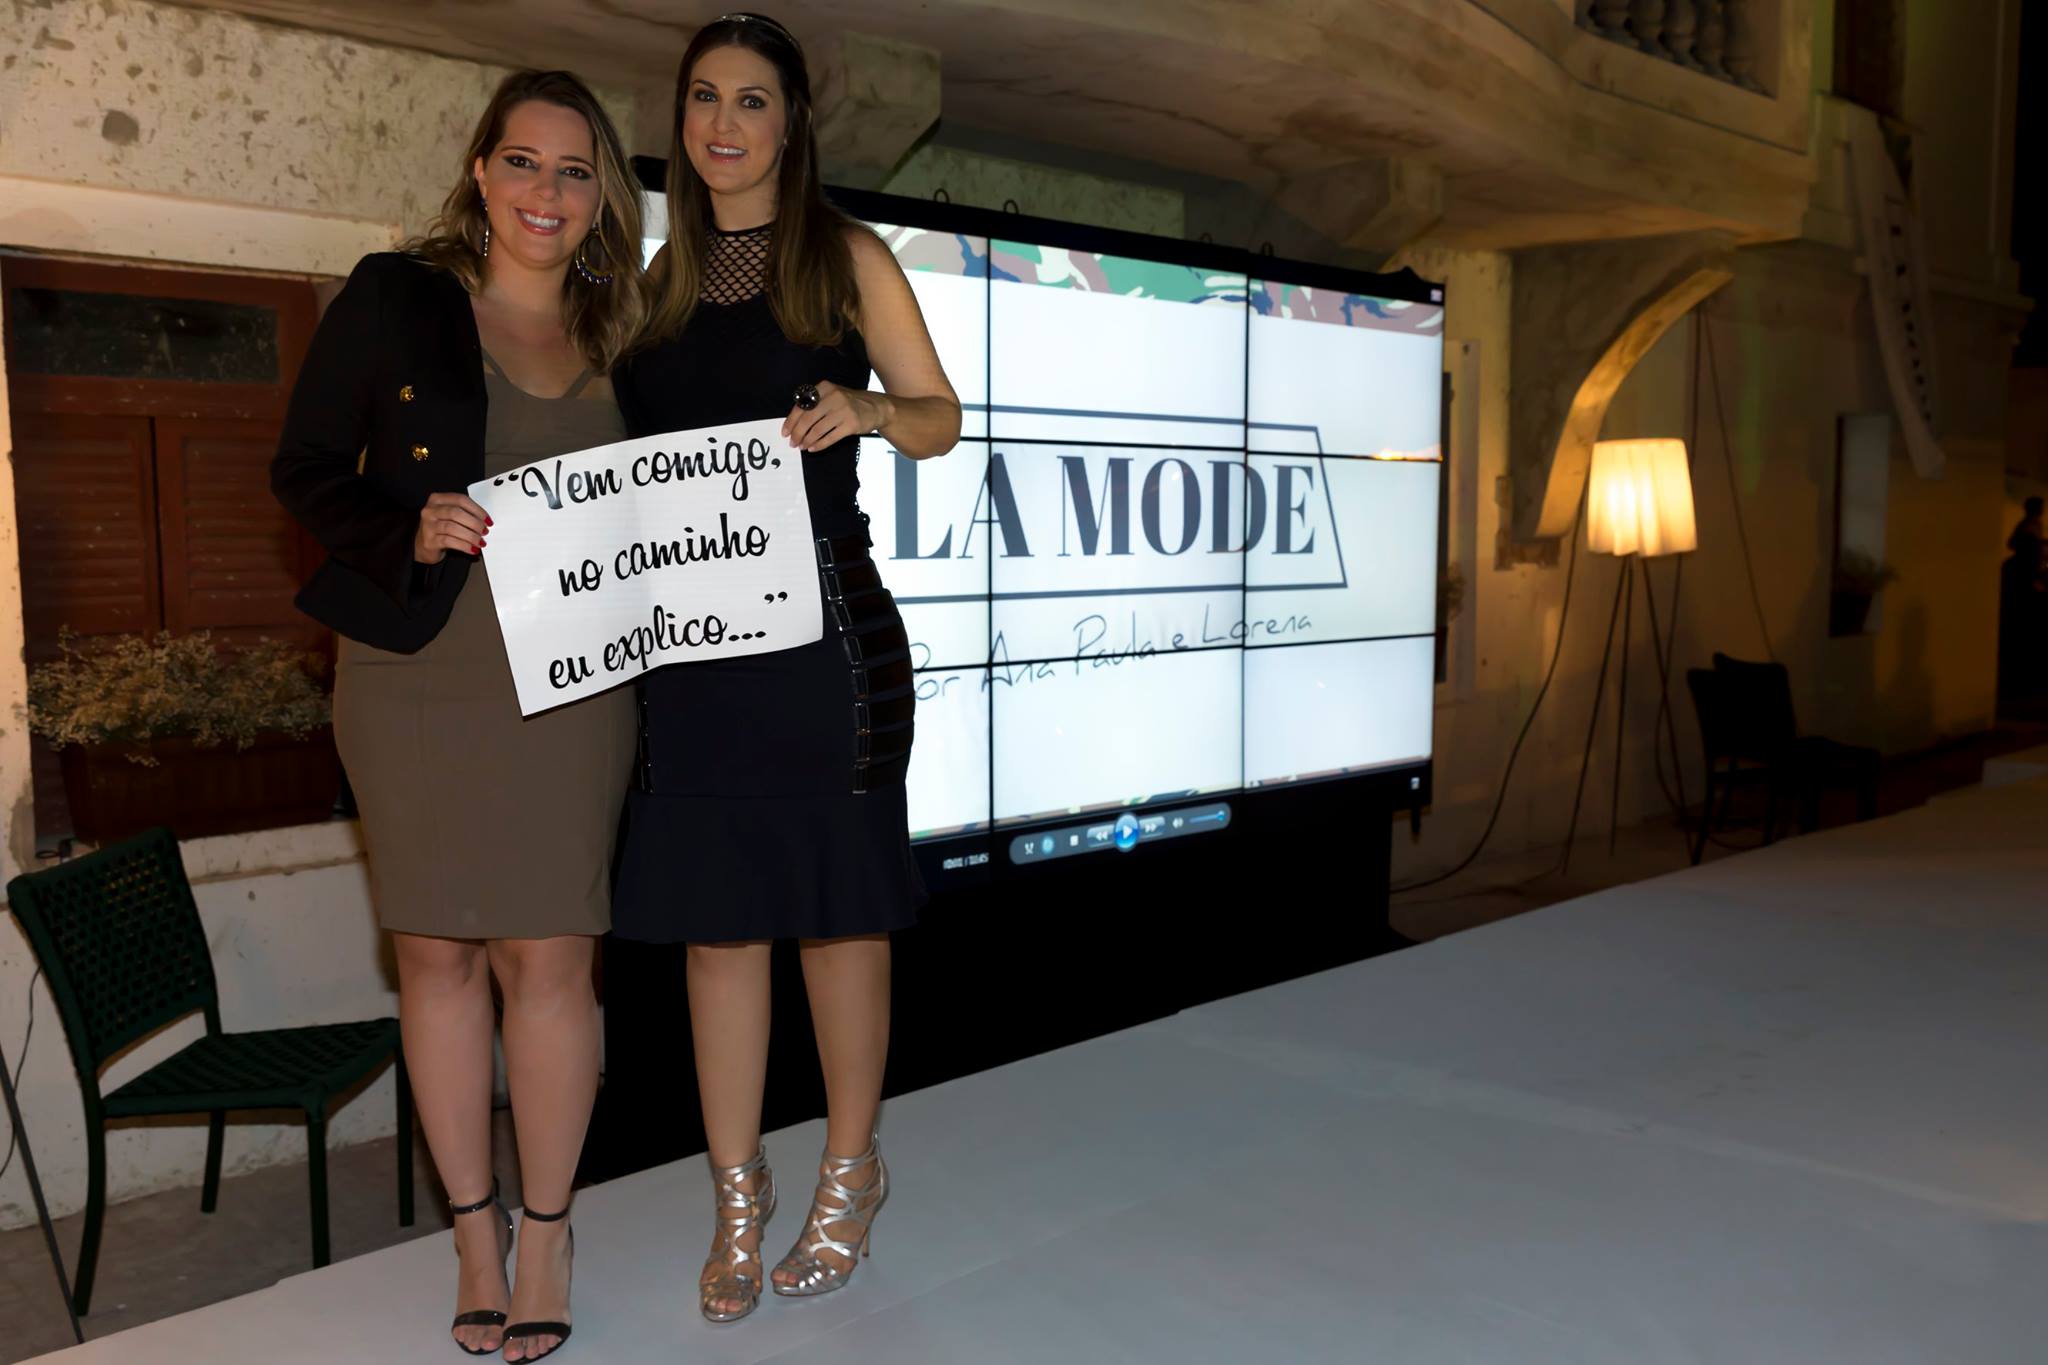 “Vem comigo,
no caminho
eu explico...”
LA MODE
Por Ana Paula e Lorena